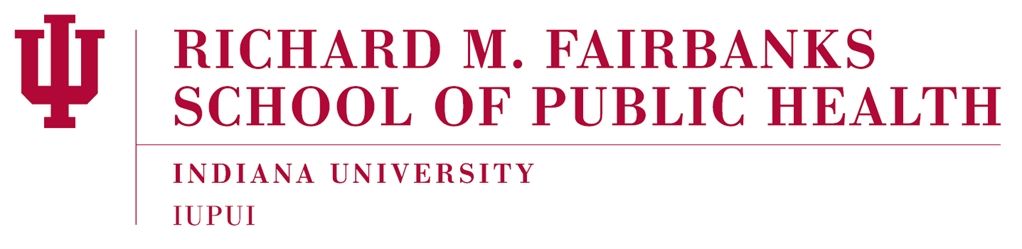 RICHARD M. FAIRBANKS
SCHOOL OF PUBLIC HEALTH
INDIANA UNIVERSITY
IUPUI